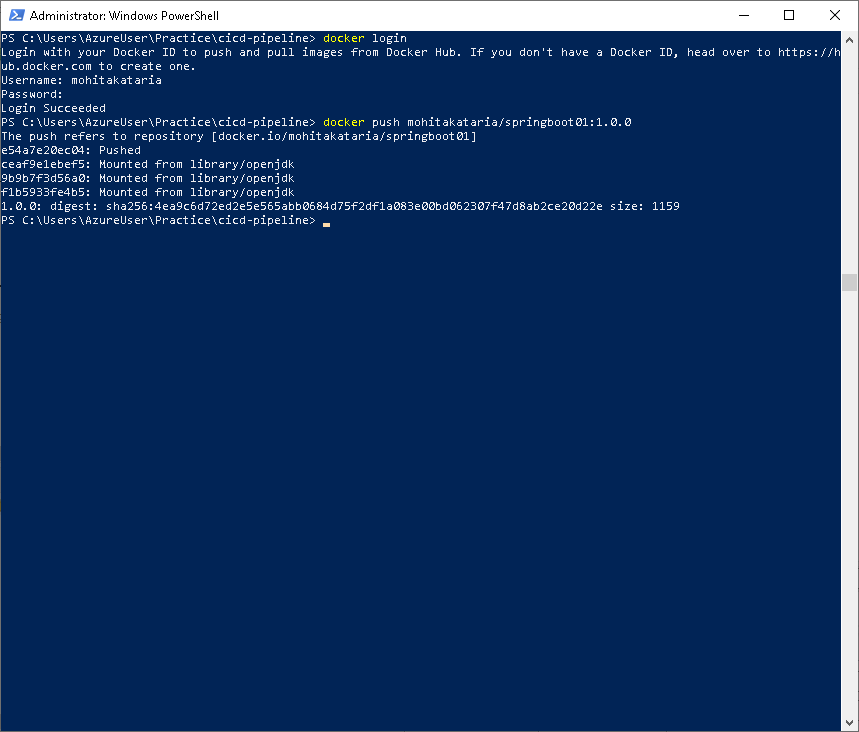 Administrator: Windows PowerShell
PS C:\Users\AzureUser\Practice\cicd-pipeline> docker login
Login with your Docker ID to push and pull images from Docker Hub. If you don't have a Docker ID, head over to https://h
ub.docker.com to create one.
Username: mohitakataria
Password:
Login Succeeded
PS C:\Users\AzureUser\Practice\cicd-pipeline> docker push mohitakataria/springboot01:1.0.0
The push refers to repository [docker.io/mohitakataria/springboot01]
e54a7e20ec04: Pushed
ceaf9e1ebef5: Mounted from library/openjdk
9b9b7f3d56a0: Mounted from library/openjdk
f1b5933fe4b5: Mounted from library/openjdk
1.0.0: digest: sha256:4ea9c6d72ed2e5e565abb0684d75f2df1a083e00bd062307f47d8ab2ce20d22e size: 1159
PS C:\Users\AzureUser\Practice\cicd-pipeline>